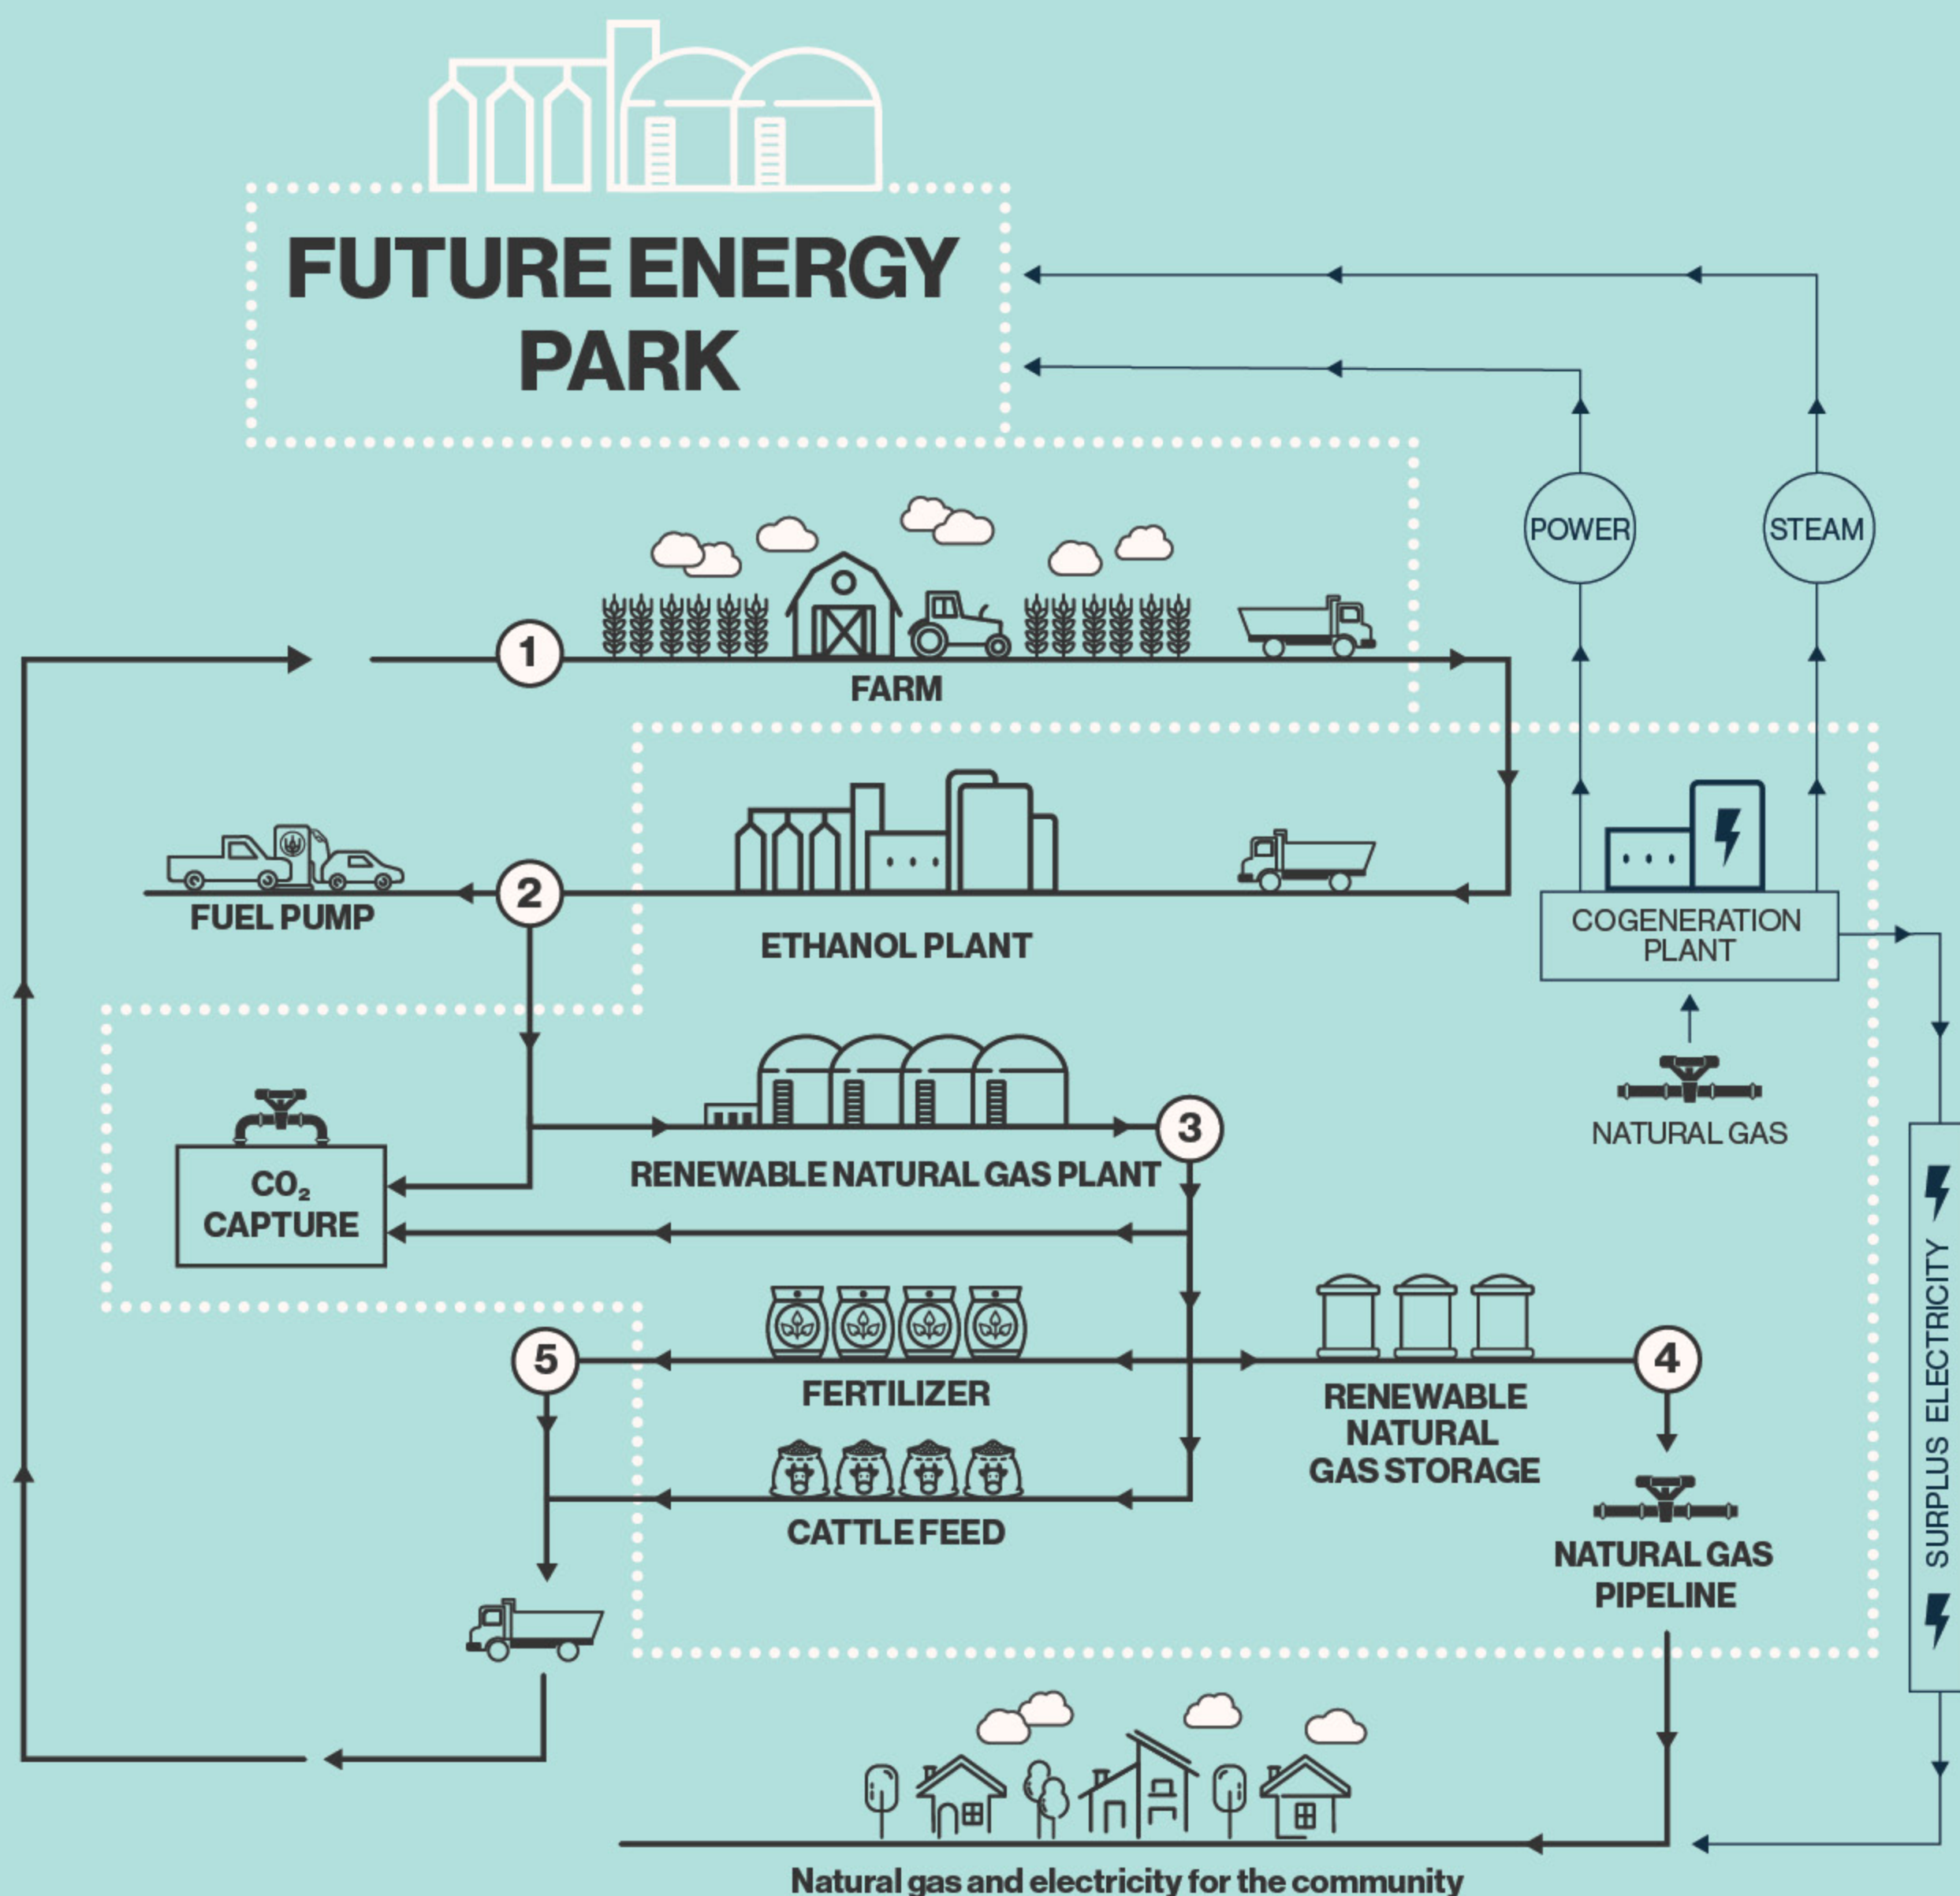 FUTURE ENERGY
PARK
POWER
STEAM
1
FARM
2
FUEL PUMP
ETHANOL PLANT
COGENERATION
PLANT
NATURAL GAS
3
RENEWABLE NATURAL GAS PLANT
CO₂
CAPTURE
SURPLUS ELECTRICITY
5
FERTILIZER
4
RENEWABLE
NATURAL
GAS STORAGE
CATTLE FEED
NATURAL GAS
PIPELINE
Natural gas and electricity for the community